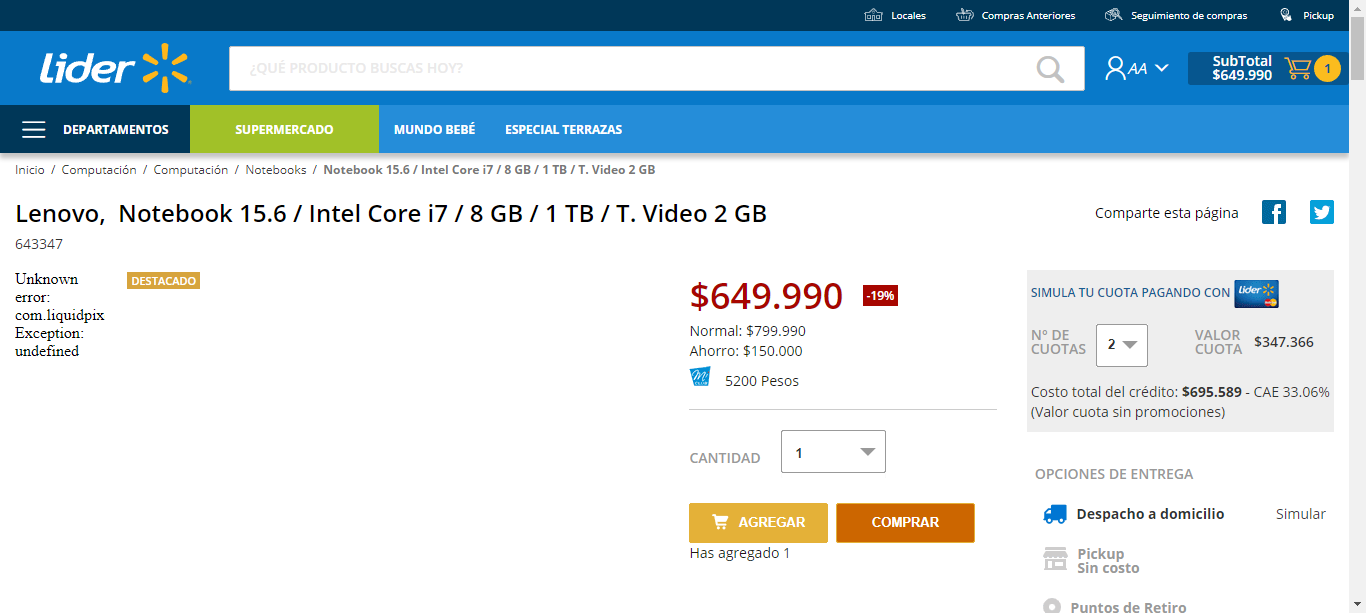 Locales Compras Anteriores Seguimiento de compras Pickup
Lider ¿QUÉ PRODUCTO BUSCAS HOY? AA SubTotal
$649.990 1
DEPARTAMENTOS SUPERMERCADO MUNDO BEBÉ ESPECIAL TERRAZAS
Inicio / Computación / Computación / Notebooks / Notebook 15.6 / Intel Core i7 / 8 GB / 1 TB / T. Video 2 GB
Lenovo, Notebook 15.6 / Intel Core i7 / 8 GB / 1 TB / T. Video 2 GB
Comparte esta página
643347
Unknown
error:
com.liquidpix
Exception:
undefined
DESTACADO
$649.990 -19%
Normal: $799.990
Ahorro: $150.000
Mi Club 5200 Pesos
CANTIDAD 1
AGREGAR COMPRAR
Has agregado 1
SIMULA TU CUOTA PAGANDO CON Lider
N° DE
CUOTAS 2 VALOR
CUOTA $347.366
Costo total del crédito: $695.589 - CAE 33.06%
(Valor cuota sin promociones)
OPCIONES DE ENTREGA
Despacho a domicilio Simular
Pickup
Sin costo
Puntos de Retiro